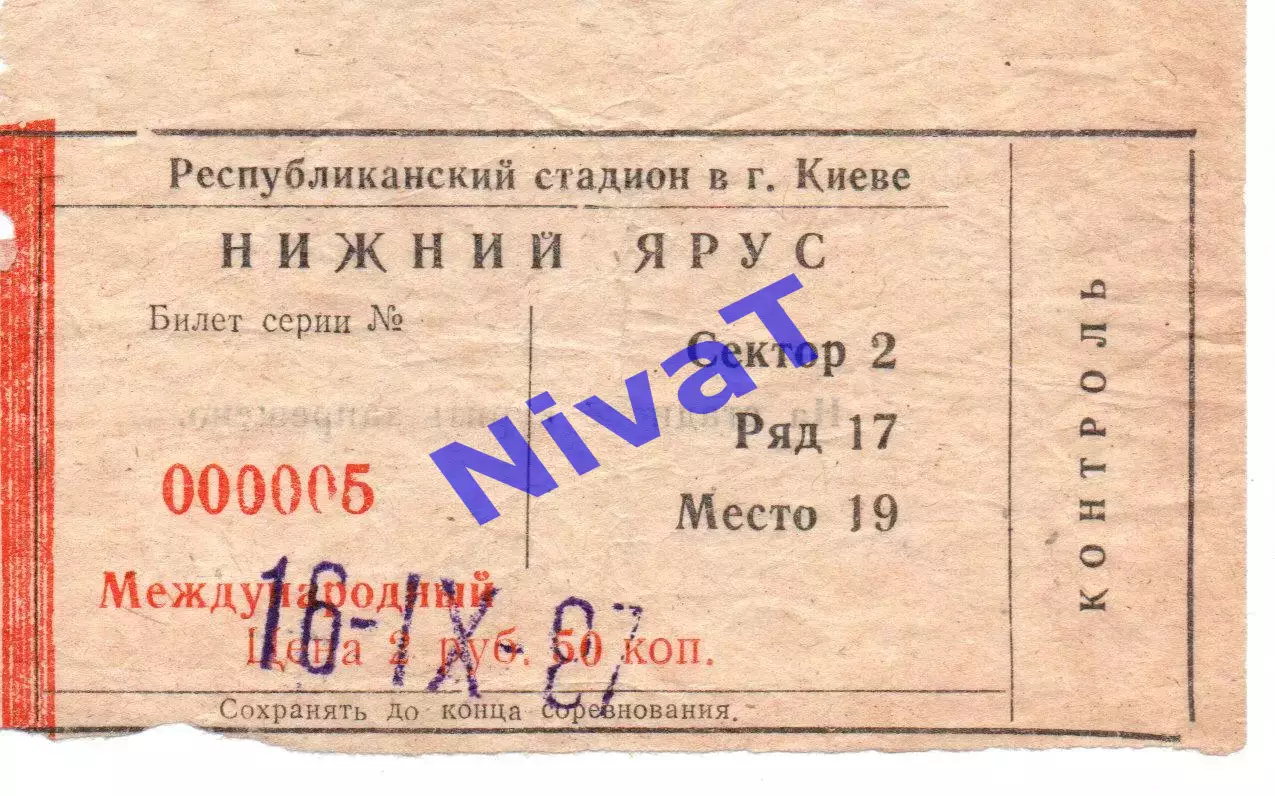 Республиканский стадион в г. Киеве
НИЖНИЙ ЯРУС
Билет серии №
Сектор 2
Ряд 17
Место 19
000005
Международный
16-IX-87
Цена 2 руб. 50 коп.
Сохранять до конца соревнования.
КОНТРОЛЬ
NivaT